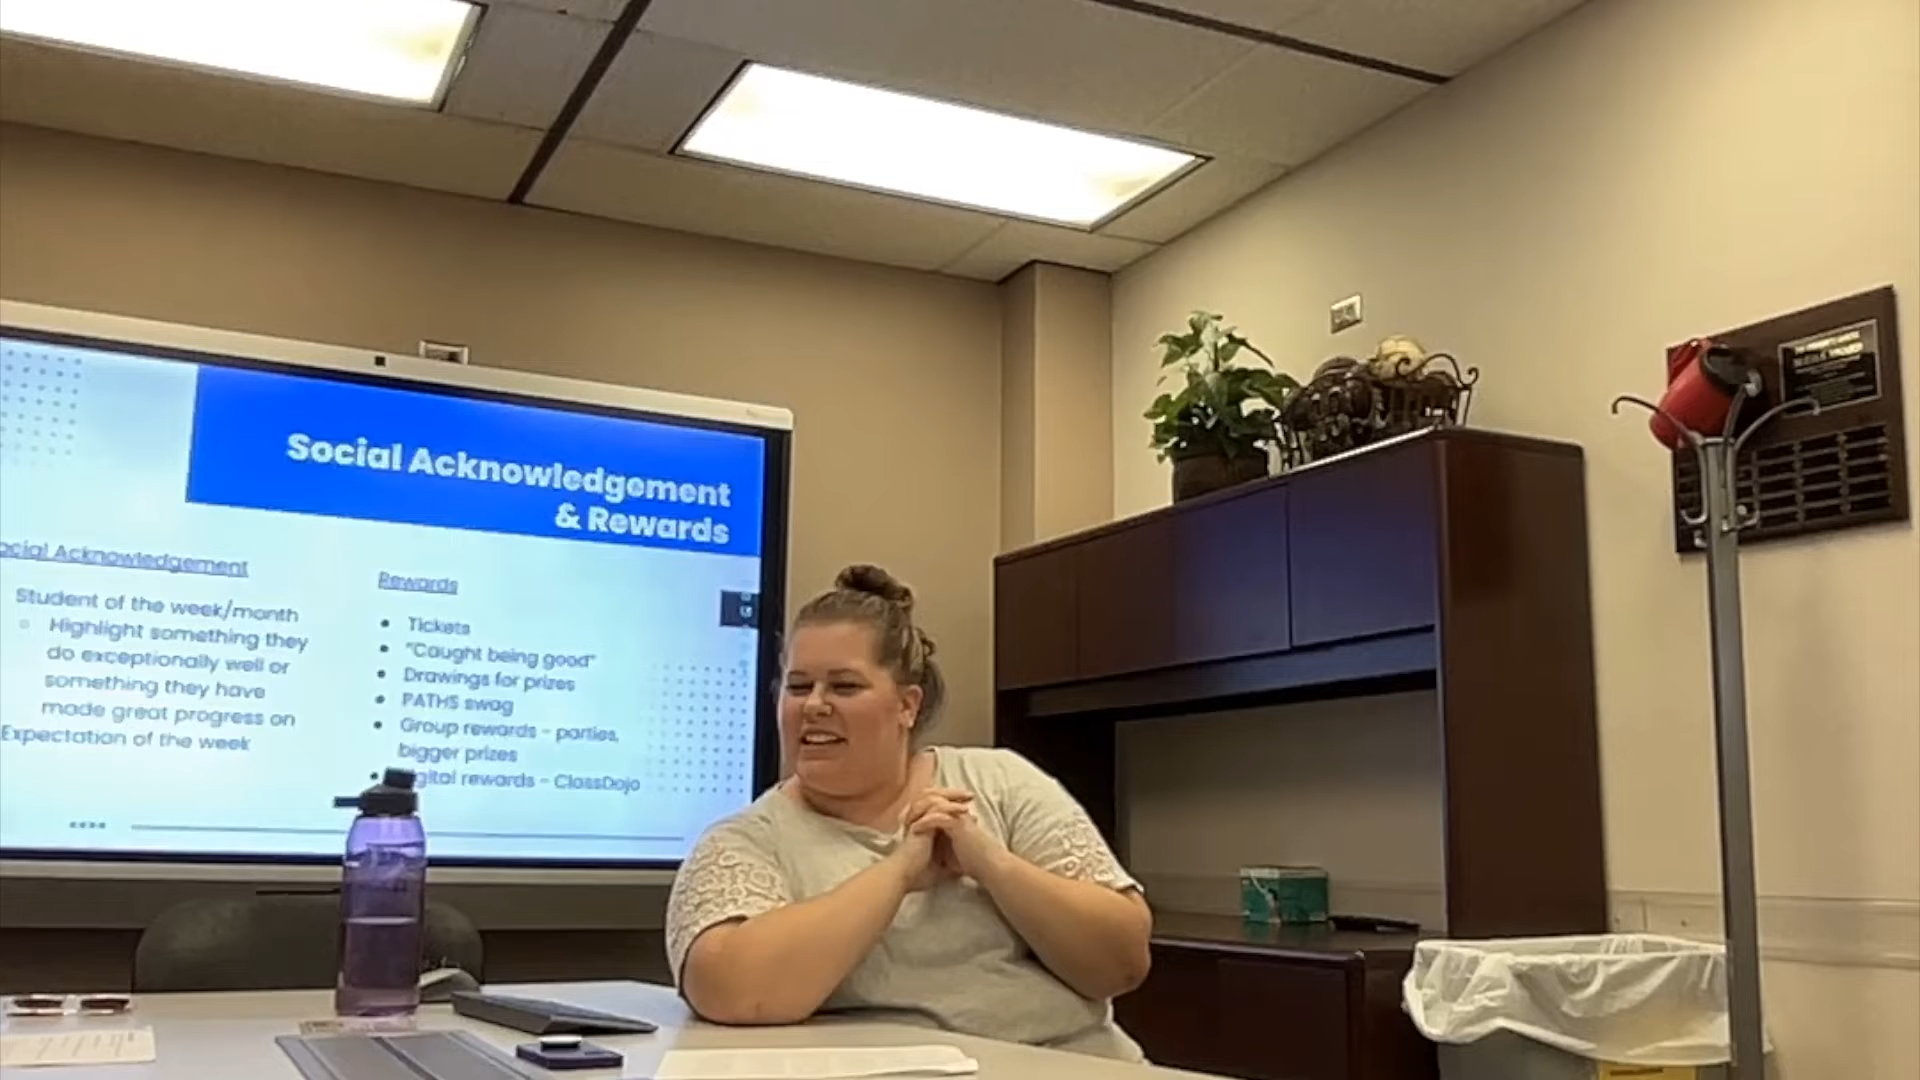 Social Acknowledgement
& Rewards
ocial Acknowledgement
Student of the week/month
Highlight something they
do exceptionally well or
something they have
made great progress on
Expectation of the week
Rewards
Tickets
"Caught being good"
Drawings for prizes
PATHS swag
Group rewards - parties,
bigger prizes
gital rewards - ClassDojo